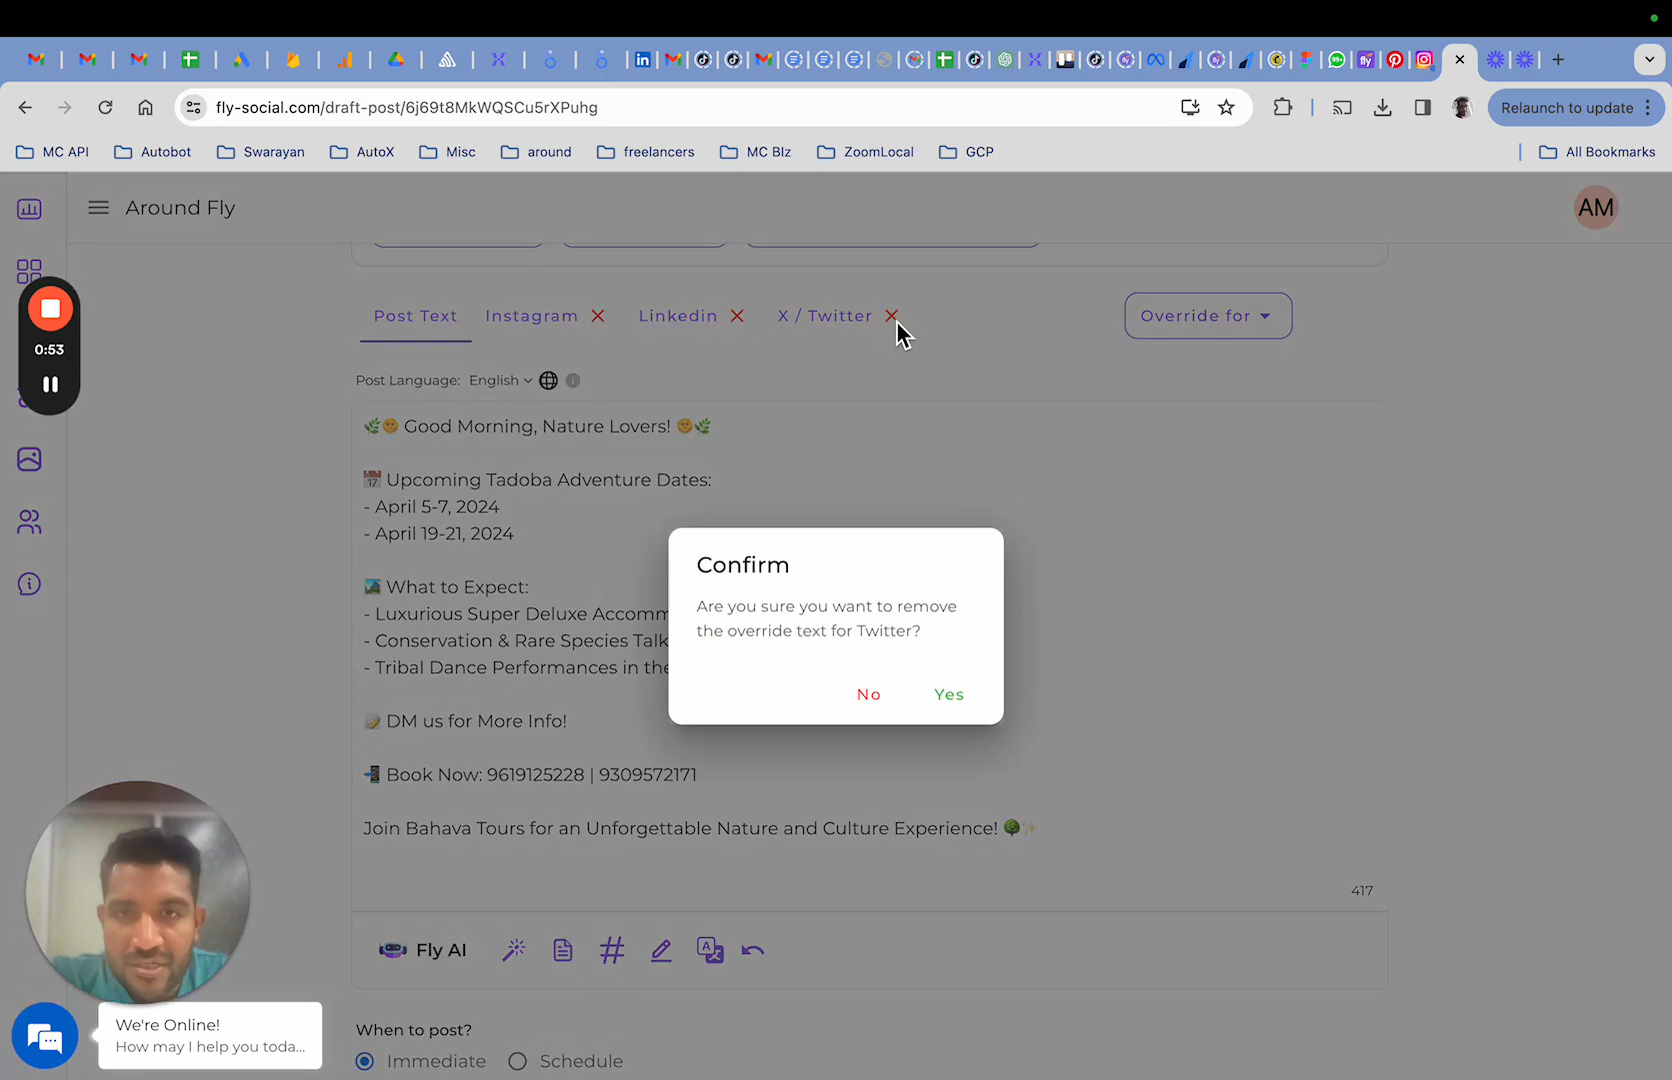 fly-social.com/draft-post/6j69t8MkWQSCu5rXPuhg
Relaunch to update
MC API
Autobot
Swarayan
AutoX
Misc
around
freelancers
MC BIz
ZoomLocal
GCP
All Bookmarks
Around Fly
AM
0:53
Post Text
Instagram
Linkedin
X / Twitter
Override for
Post Language: English
🌿🌞 Good Morning, Nature Lovers! 🌞🌿
📅 Upcoming Tadoba Adventure Dates:
- April 5-7, 2024
- April 19-21, 2024
🏞️ What to Expect:
- Luxurious Super Deluxe Accomm
- Conservation & Rare Species Talk
- Tribal Dance Performances in the
📝 DM us for More Info!
📲 Book Now: 9619125228 | 9309572171
Join Bahava Tours for an Unforgettable Nature and Culture Experience! 🌳✨
417
Confirm
Are you sure you want to remove
the override text for Twitter?
No
Yes
Fly AI
We're Online!
How may I help you toda...
When to post?
Immediate
Schedule